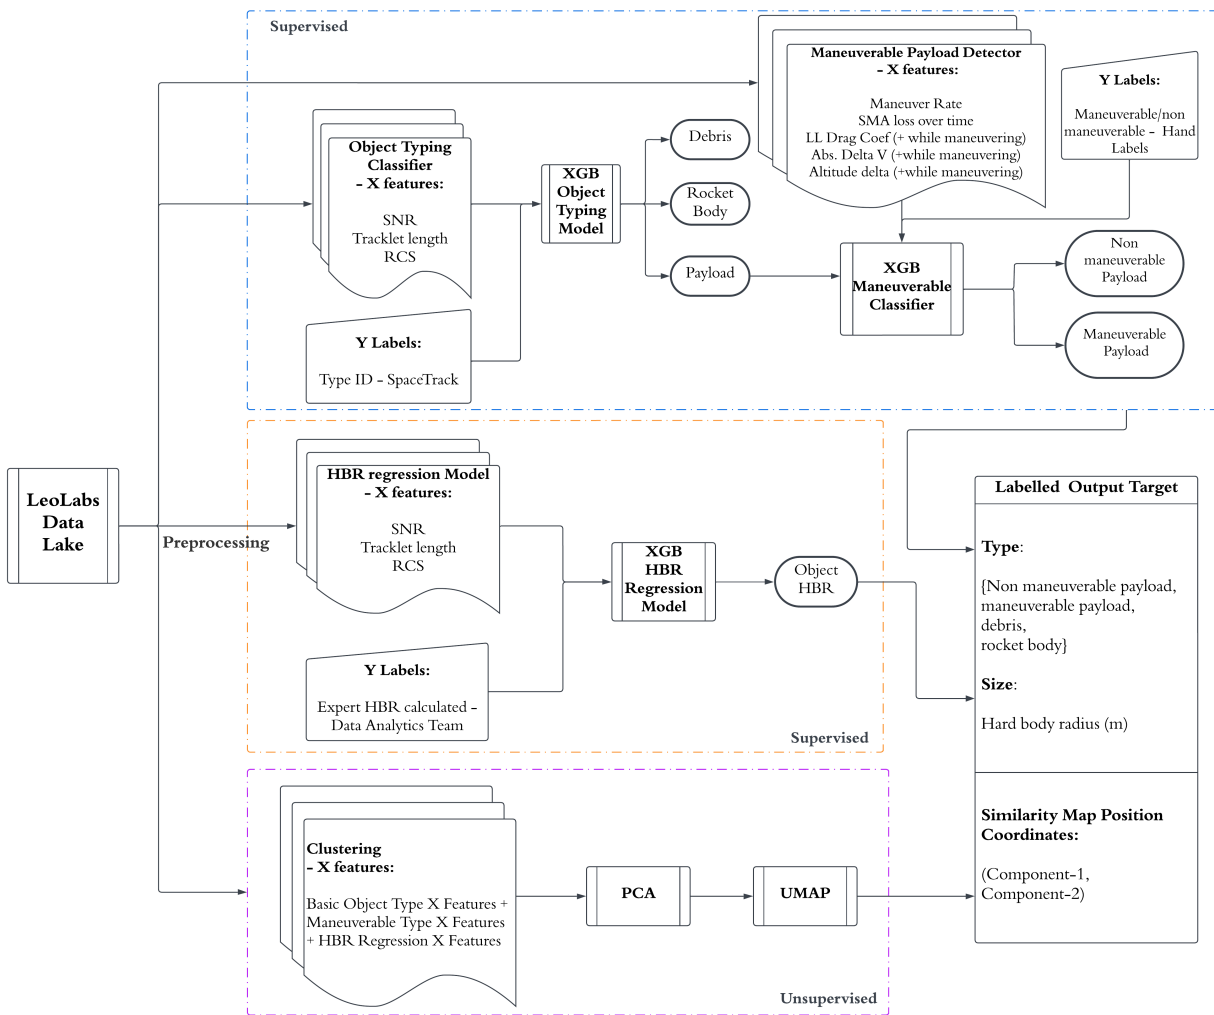 Supervised
Maneuverable Payload Detector
- X features:
Maneuver Rate
SMA loss over time
LL Drag Coef (+ while maneuvering)
Abs. Delta V (+while maneuvering)
Altitude delta (+while maneuvering)
Y Labels:
Maneuverable/non
maneuverable - Hand
Labels
Object Typing
Classifier
- X features:
SNR
Tracklet length
RCS
XGB
Object
Typing
Model
Debris
Rocket
Body
Payload
XGB
Maneuverable
Classifier
Non
maneuverable
Payload
Maneuverable
Payload
Y Labels:
Type ID - SpaceTrack
LeoLabs
Data
Lake
Preprocessing
HBR regression Model
- X features:
SNR
Tracklet length
RCS
XGB
HBR
Regression
Model
Object
HBR
Y Labels:
Expert HBR calculated -
Data Analytics Team
Supervised
Labelled Output Target
Type:
{Non maneuverable payload,
maneuverable payload,
debris,
rocket body}
Size:
Hard body radius (m)
Similarity Map Position
Coordinates:
(Component-1,
Component-2)
Clustering
- X features:
Basic Object Type X Features +
Maneuverable Type X Features
+ HBR Regression X Features
PCA
UMAP
Unsupervised